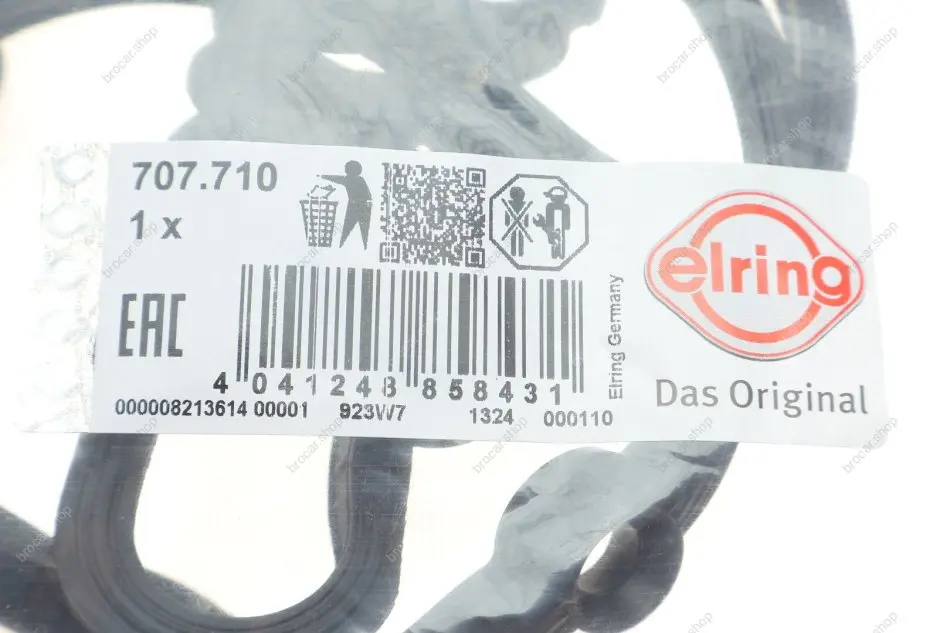 707.710
1 x
EAC
4 041248 858431
000008213614 00001 923W7 1324 000110
Elring Germany
elring
Das Original
brocar.shop